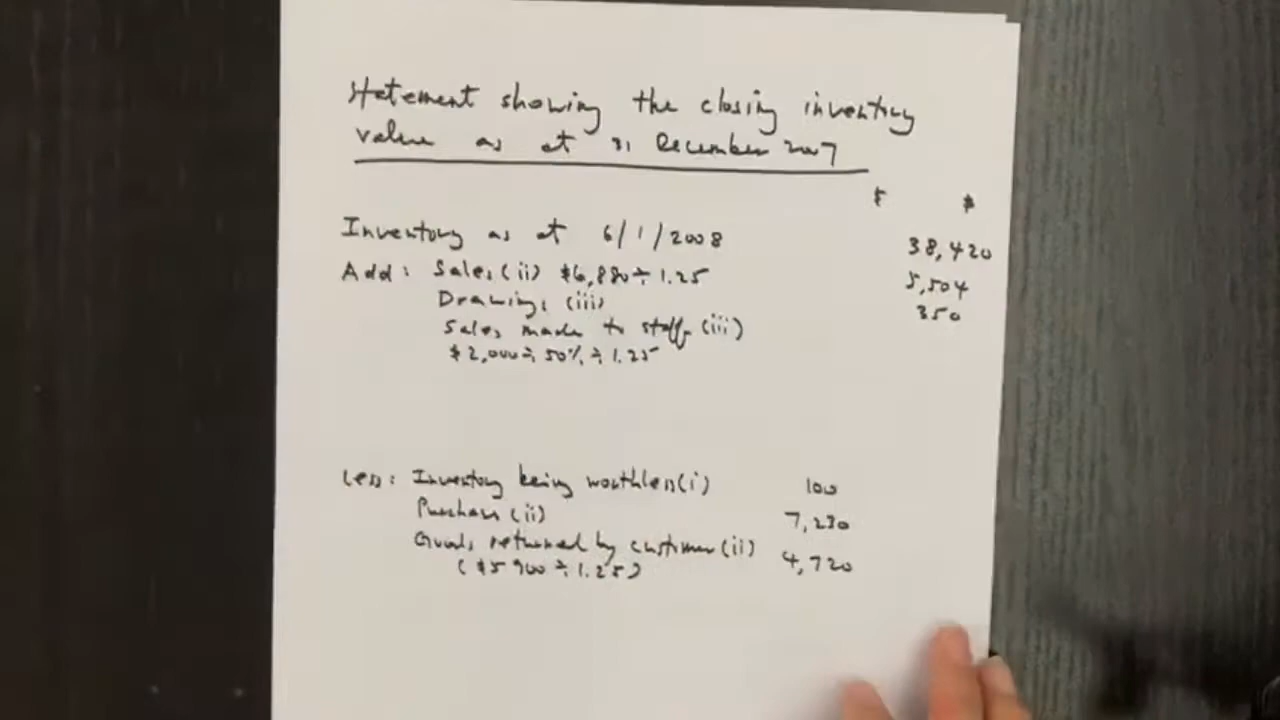 Statement showing the closing inventory
value as at 31 December 2007
$ $
Inventory as at 6/1/2008 38,420
Add: Sales (ii) $6,880 ÷ 1.25 5,504
Drawings (iii) 350
Sales made to staff (iii)
$2,000 ÷ 50% ÷ 1.25
Less: Inventory being worthless (i) 100
Purchases (ii) 7,230
Goods returned by customer (ii) 4,720
($5900 ÷ 1.25)